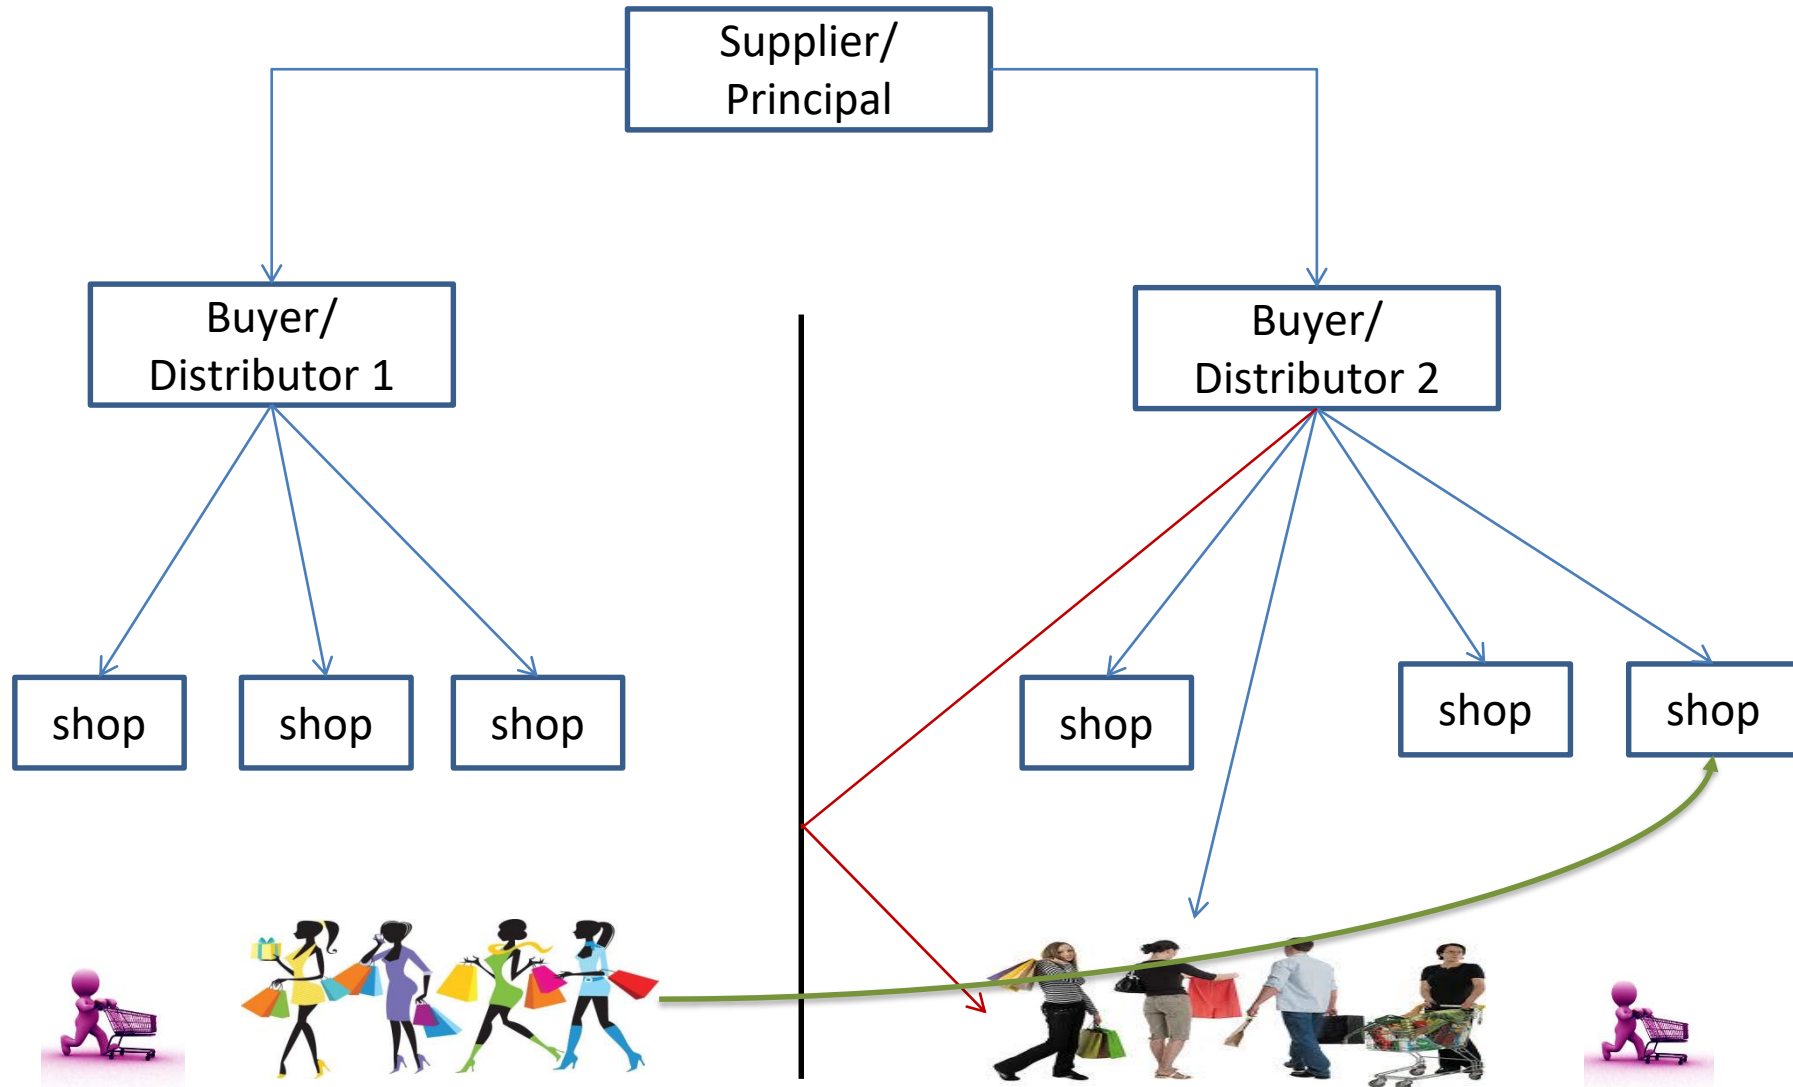 Supplier/
Principal
Buyer/
Distributor 1
Buyer/
Distributor 2
shop
shop
shop
shop
shop
shop